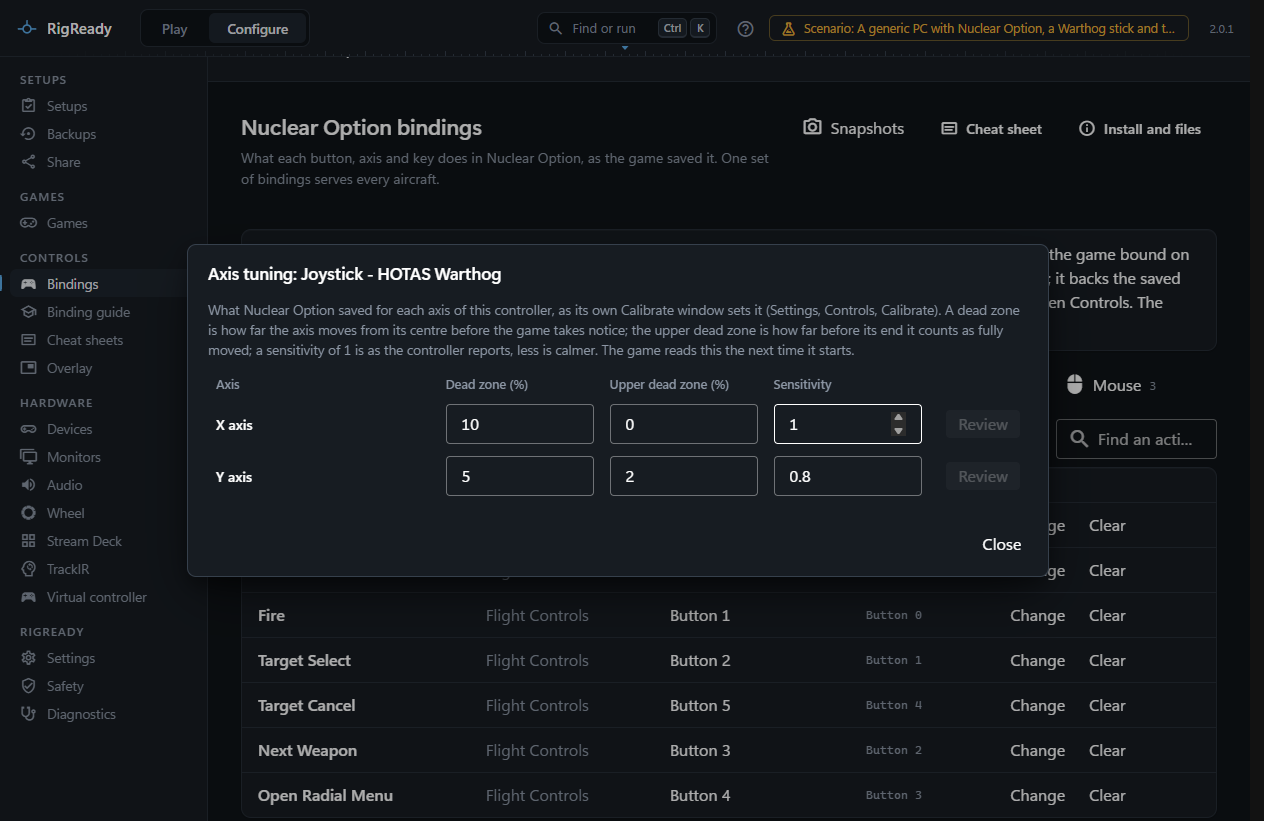 RigReady
Play
Configure
Find or run
Ctrl
K
Scenario: A generic PC with Nuclear Option, a Warthog stick and t...
2.0.1
SETUPS
Setups
Backups
Share
GAMES
Games
CONTROLS
Bindings
Binding guide
Cheat sheets
Overlay
HARDWARE
Devices
Monitors
Audio
Wheel
Stream Deck
TrackIR
Virtual controller
RIGREADY
Settings
Safety
Diagnostics
Nuclear Option bindings
What each button, axis and key does in Nuclear Option, as the game saved it. One set
of bindings serves every aircraft.
Snapshots
Cheat sheet
Install and files
the game bound on
; it backs the saved
en Controls. The
Mouse 3
Find an acti...
Axis tuning: Joystick - HOTAS Warthog
What Nuclear Option saved for each axis of this controller, as its own Calibrate window sets it (Settings, Controls, Calibrate). A dead zone
is how far the axis moves from its centre before the game takes notice; the upper dead zone is how far before its end it counts as fully
moved; a sensitivity of 1 is as the controller reports, less is calmer. The game reads this the next time it starts.
Axis Dead zone (%) Upper dead zone (%) Sensitivity
X axis 10 0 1 Review
Y axis 5 2 0.8 Review
Close
ge Clear
ge Clear
Fire Flight Controls Button 1 Button 0 Change Clear
Target Select Flight Controls Button 2 Button 1 Change Clear
Target Cancel Flight Controls Button 5 Button 4 Change Clear
Next Weapon Flight Controls Button 3 Button 2 Change Clear
Open Radial Menu Flight Controls Button 4 Button 3 Change Clear